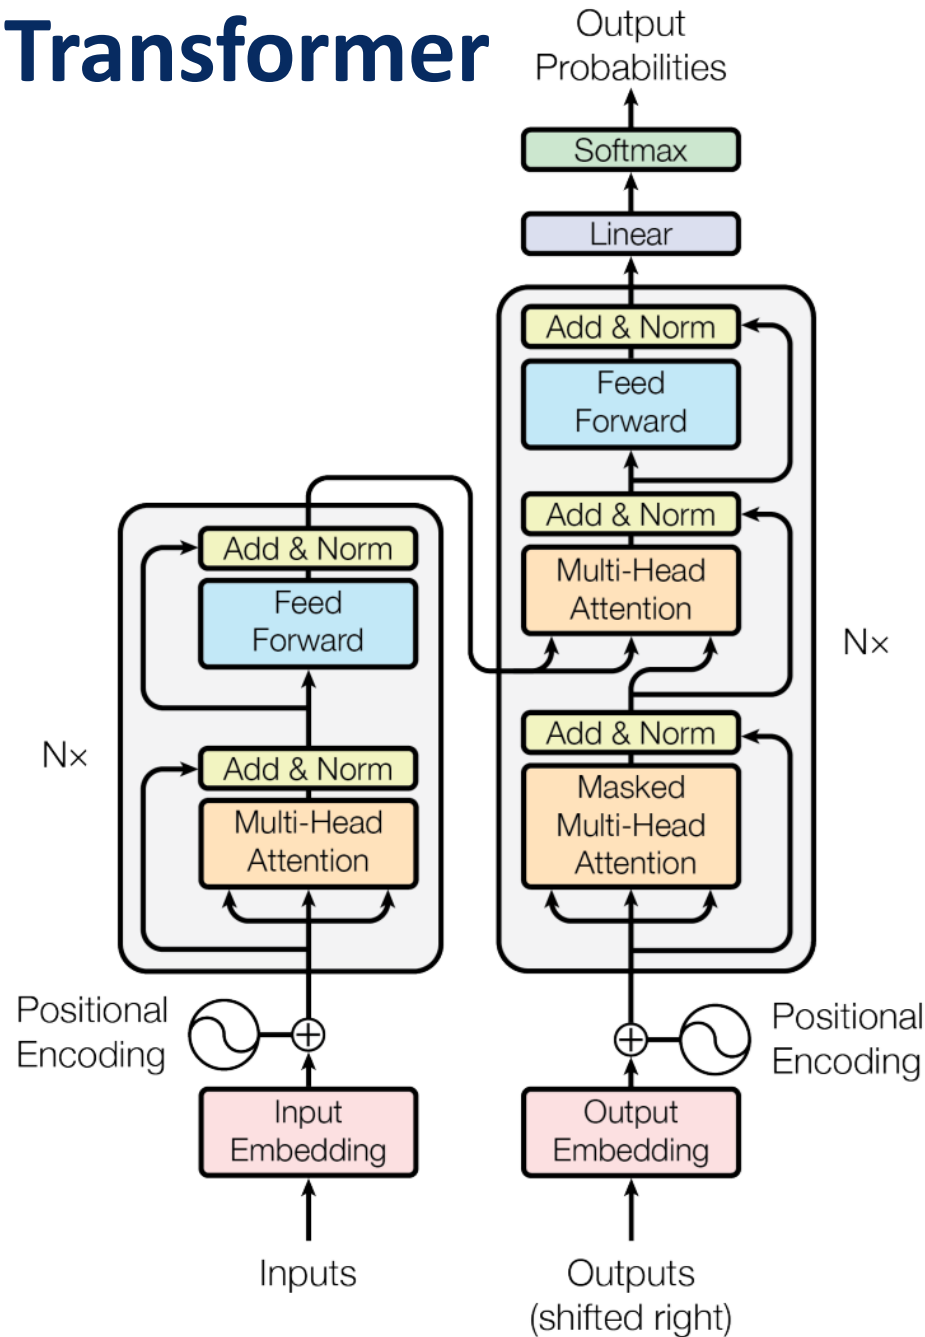 Transformer
Output
Probabilities
Softmax
Linear
Add & Norm
Feed
Forward
Add & Norm
Multi-Head
Attention
N×
Add & Norm
Masked
Multi-Head
Attention
Add & Norm
Feed
Forward
N×
Add & Norm
Multi-Head
Attention
Positional
Encoding
Positional
Encoding
Input
Embedding
Output
Embedding
Inputs
Outputs
(shifted right)